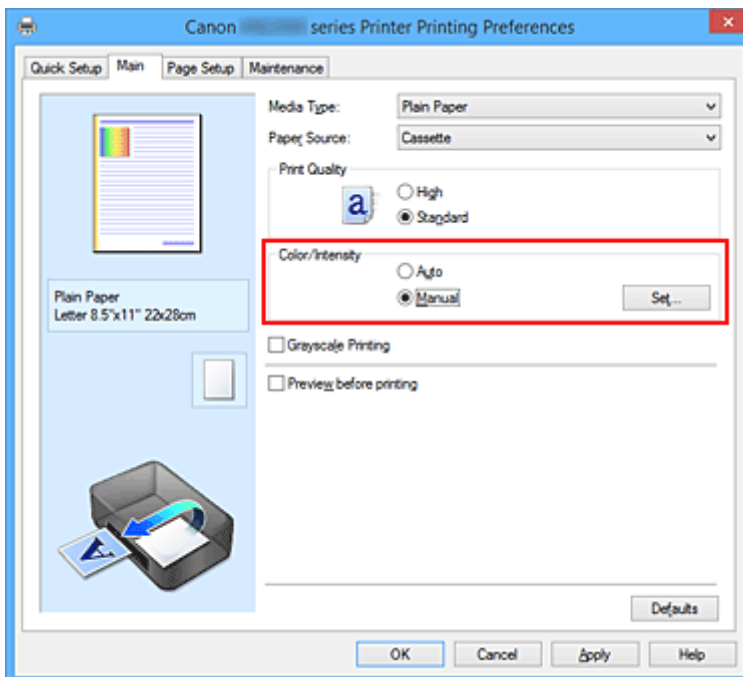 Canon series Printer Printing Preferences
Quick Setup Main Page Setup Maintenance
Media Type: Plain Paper
Paper Source: Cassette
Print Quality
a
High
Standard
Color/Intensity
Auto
Manual Set...
Plain Paper
Letter 8.5"x11" 22x28cm
Grayscale Printing
Preview before printing
A
Defaults
OK Cancel Apply Help